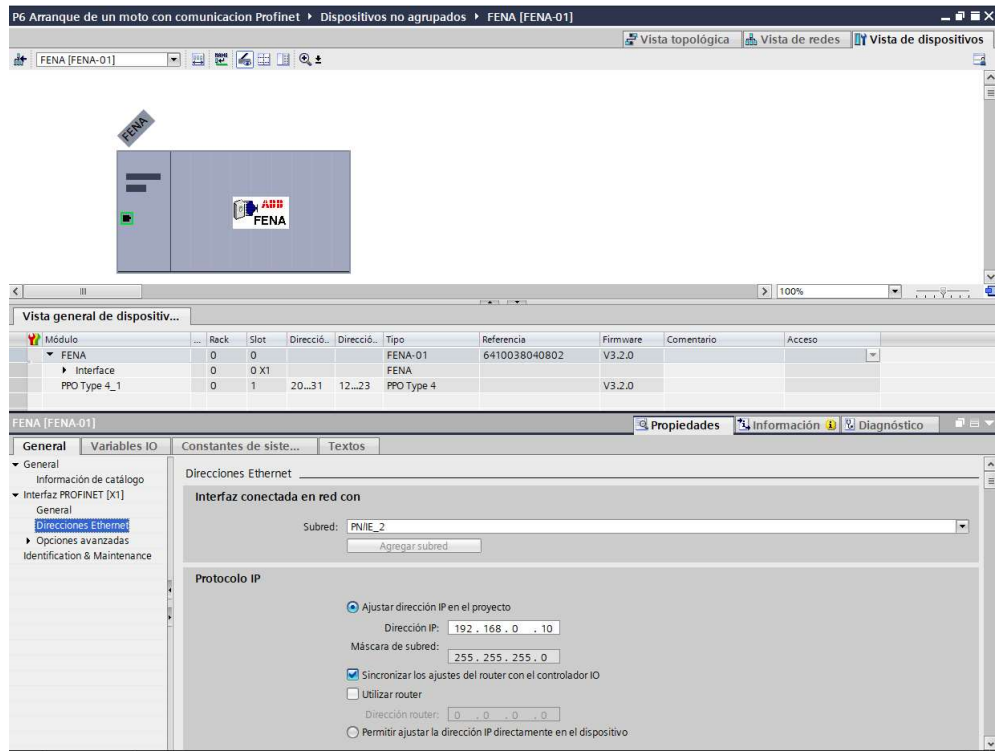 P6 Arranque de un moto con comunicacion Profinet ▸ Dispositivos no agrupados ▸ FENA [FENA-01]
Vista topológica Vista de redes Vista de dispositivos
FENA [FENA-01]
FENA
ABB
FENA
100%
Vista general de dispositiv...
Módulo ... Rack Slot Direcció... Direcció... Tipo Referencia Firmware Comentario Acceso
FENA 0 0 FENA-01 6410038040802 V3.2.0
Interface 0 0 X1 FENA
PPO Type 4_1 0 1 20...31 12...23 PPO Type 4 V3.2.0
FENA [FENA-01] Propiedades Información Diagnóstico
General Variables IO Constantes de siste... Textos
General
Información de catálogo
Interfaz PROFINET [X1]
General
Direcciones Ethernet
Opciones avanzadas
Identification & Maintenance
Direcciones Ethernet
Interfaz conectada en red con
Subred: PN/IE_2
Agregar subred
Protocolo IP
Ajustar dirección IP en el proyecto
Dirección IP: 192 . 168 . 0 . 10
Máscara de subred: 255 . 255 . 255 . 0
Sincronizar los ajustes del router con el controlador IO
Utilizar router
Dirección router: 0 . 0 . 0 . 0
Permitir ajustar la dirección IP directamente en el dispositivo